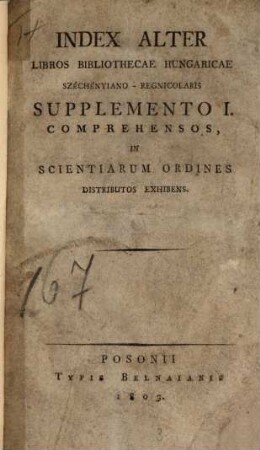 INDEX ALTER
LIBROS BIBLIOTHECAE HUNGARICAE
SZÉCHÉNYIANO - REGNICOLARIS
SUPPLEMENTO I.
COMPREHENSOS,
IN
SCIENTIARUM ORDINES
DISTRIBUTOS EXHIBENS.
167
POSONII
TYPIS BELNAIANIS
1803.